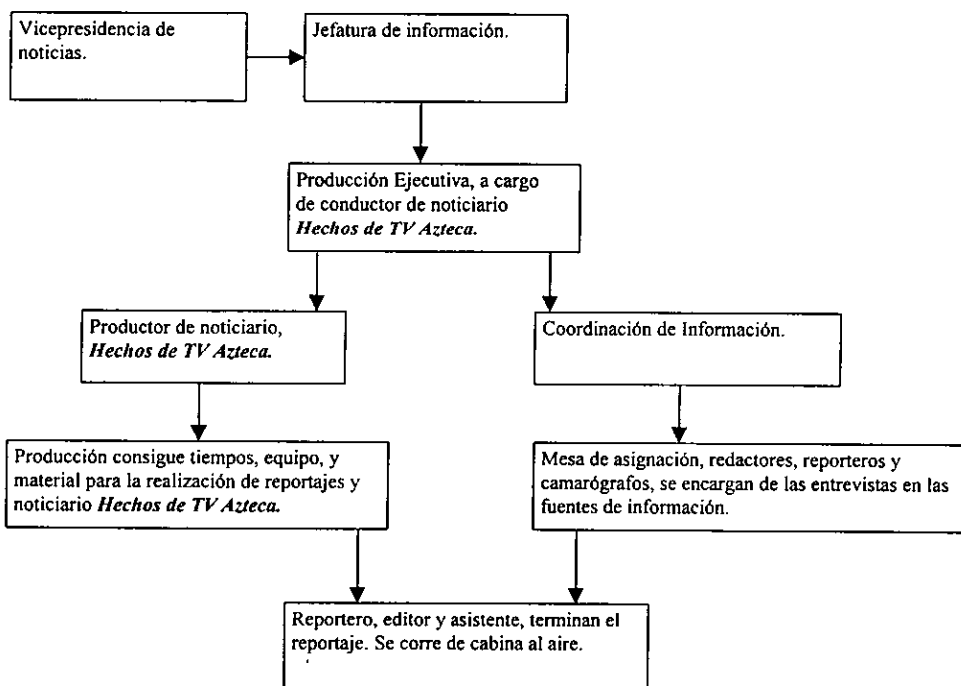 Vicepresidencia de
noticias.
Jefatura de información.
Producción Ejecutiva, a cargo
de conductor de noticiario
Hechos de TV Azteca.
Productor de noticiario,
Hechos de TV Azteca.
Coordinación de Información.
Producción consigue tiempos, equipo, y
material para la realización de reportajes y
noticiario Hechos de TV Azteca.
Mesa de asignación, redactores, reporteros y
camarógrafos, se encargan de las entrevistas en las
fuentes de información.
Reportero, editor y asistente, terminan el
reportaje. Se corre de cabina al aire.